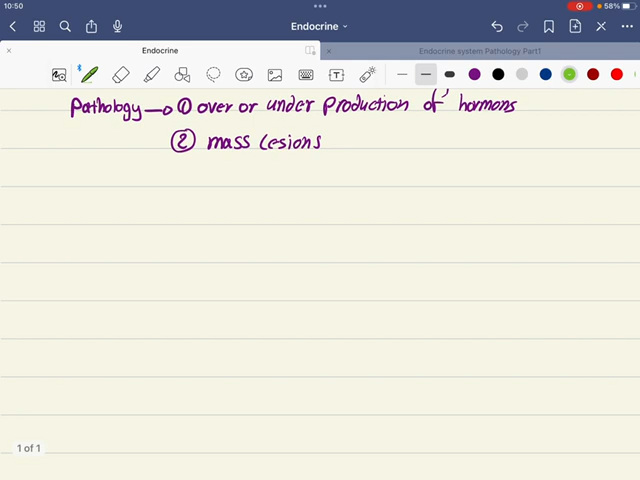 10:50
58%
Endocrine
Endocrine
Endocrine system Pathology Part1
Pathology → ① over or under Production of hormons
② mass lesions
1 of 1